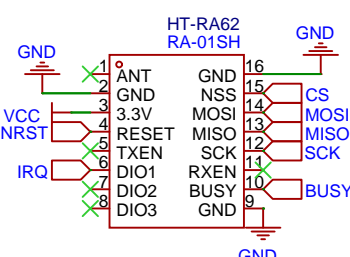 HT-RA62
RA-01SH
GND
GND
1 ANT GND 16
2 GND NSS 15 CS
VCC 3 3.3V MOSI 14 MOSI
NRST 4 RESET MISO 13 MISO
5 TXEN SCK 12 SCK
IRQ 6 DIO1 RXEN 11
7 DIO2 BUSY 10 BUSY
8 DIO3 GND 9
GND